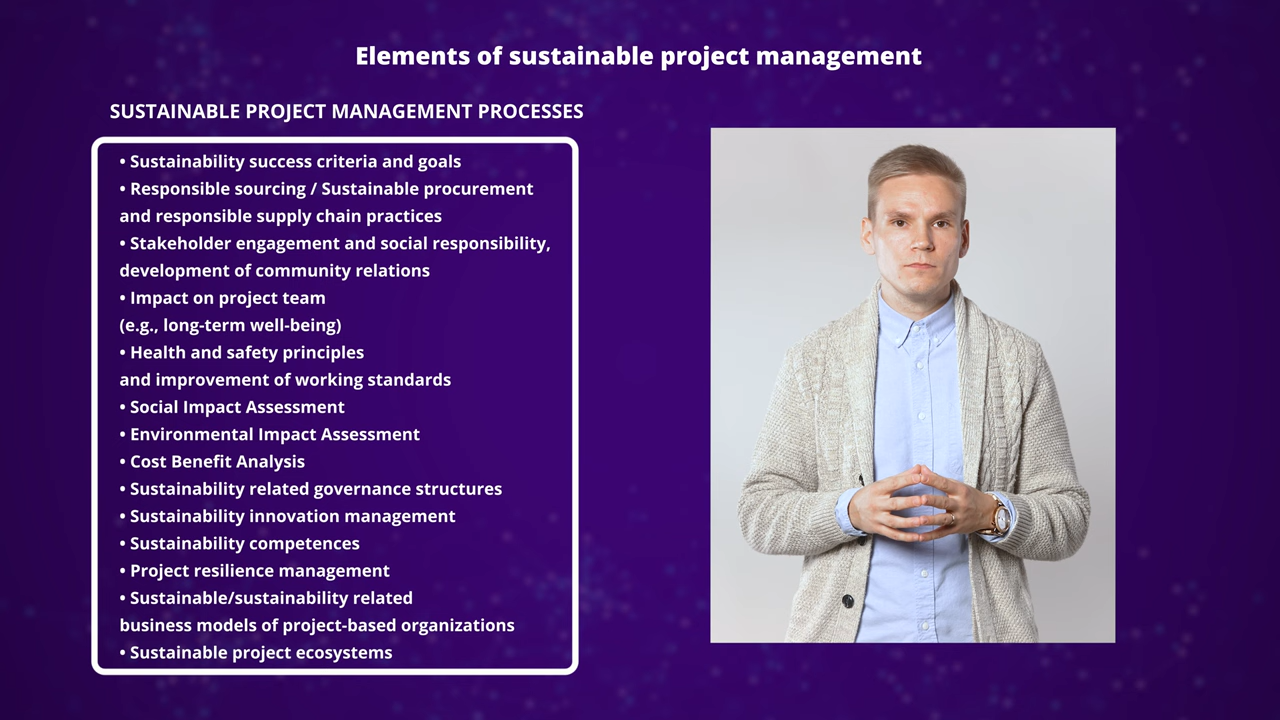 Elements of sustainable project management
SUSTAINABLE PROJECT MANAGEMENT PROCESSES
• Sustainability success criteria and goals
• Responsible sourcing / Sustainable procurement
and responsible supply chain practices
• Stakeholder engagement and social responsibility,
development of community relations
• Impact on project team
(e.g., long-term well-being)
• Health and safety principles
and improvement of working standards
• Social Impact Assessment
• Environmental Impact Assessment
• Cost Benefit Analysis
• Sustainability related governance structures
• Sustainability innovation management
• Sustainability competences
• Project resilience management
• Sustainable/sustainability related
business models of project-based organizations
• Sustainable project ecosystems